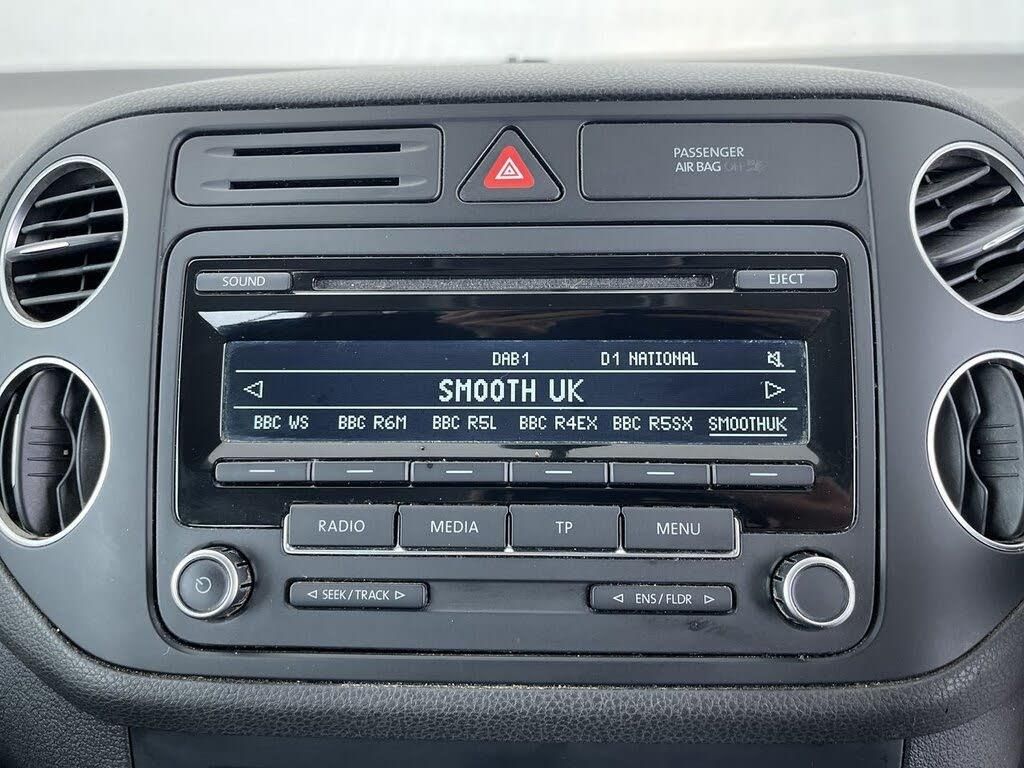 PASSENGER
AIR BAG OFF
SOUND
EJECT
DAB1 D1 NATIONAL
SMOOTH UK
BBC WS BBC R6M BBC R5L BBC R4EX BBC R5SX SMOOTHUK
RADIO MEDIA TP MENU
SEEK / TRACK
ENS / FLDR